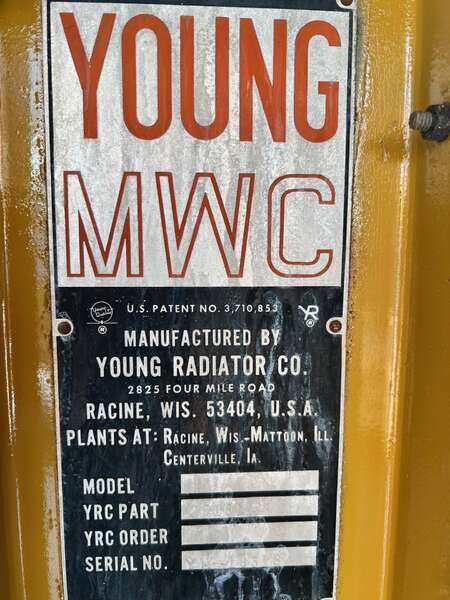 YOUNG
MWC
U.S. PATENT NO. 3,710,853
MANUFACTURED BY
YOUNG RADIATOR CO.
2825 FOUR MILE ROAD
RACINE, WIS. 53404, U.S.A.
PLANTS AT: RACINE, WIS.-MATTOON, ILL.
CENTERVILLE, IA.
MODEL
YRC PART
YRC ORDER
SERIAL NO.